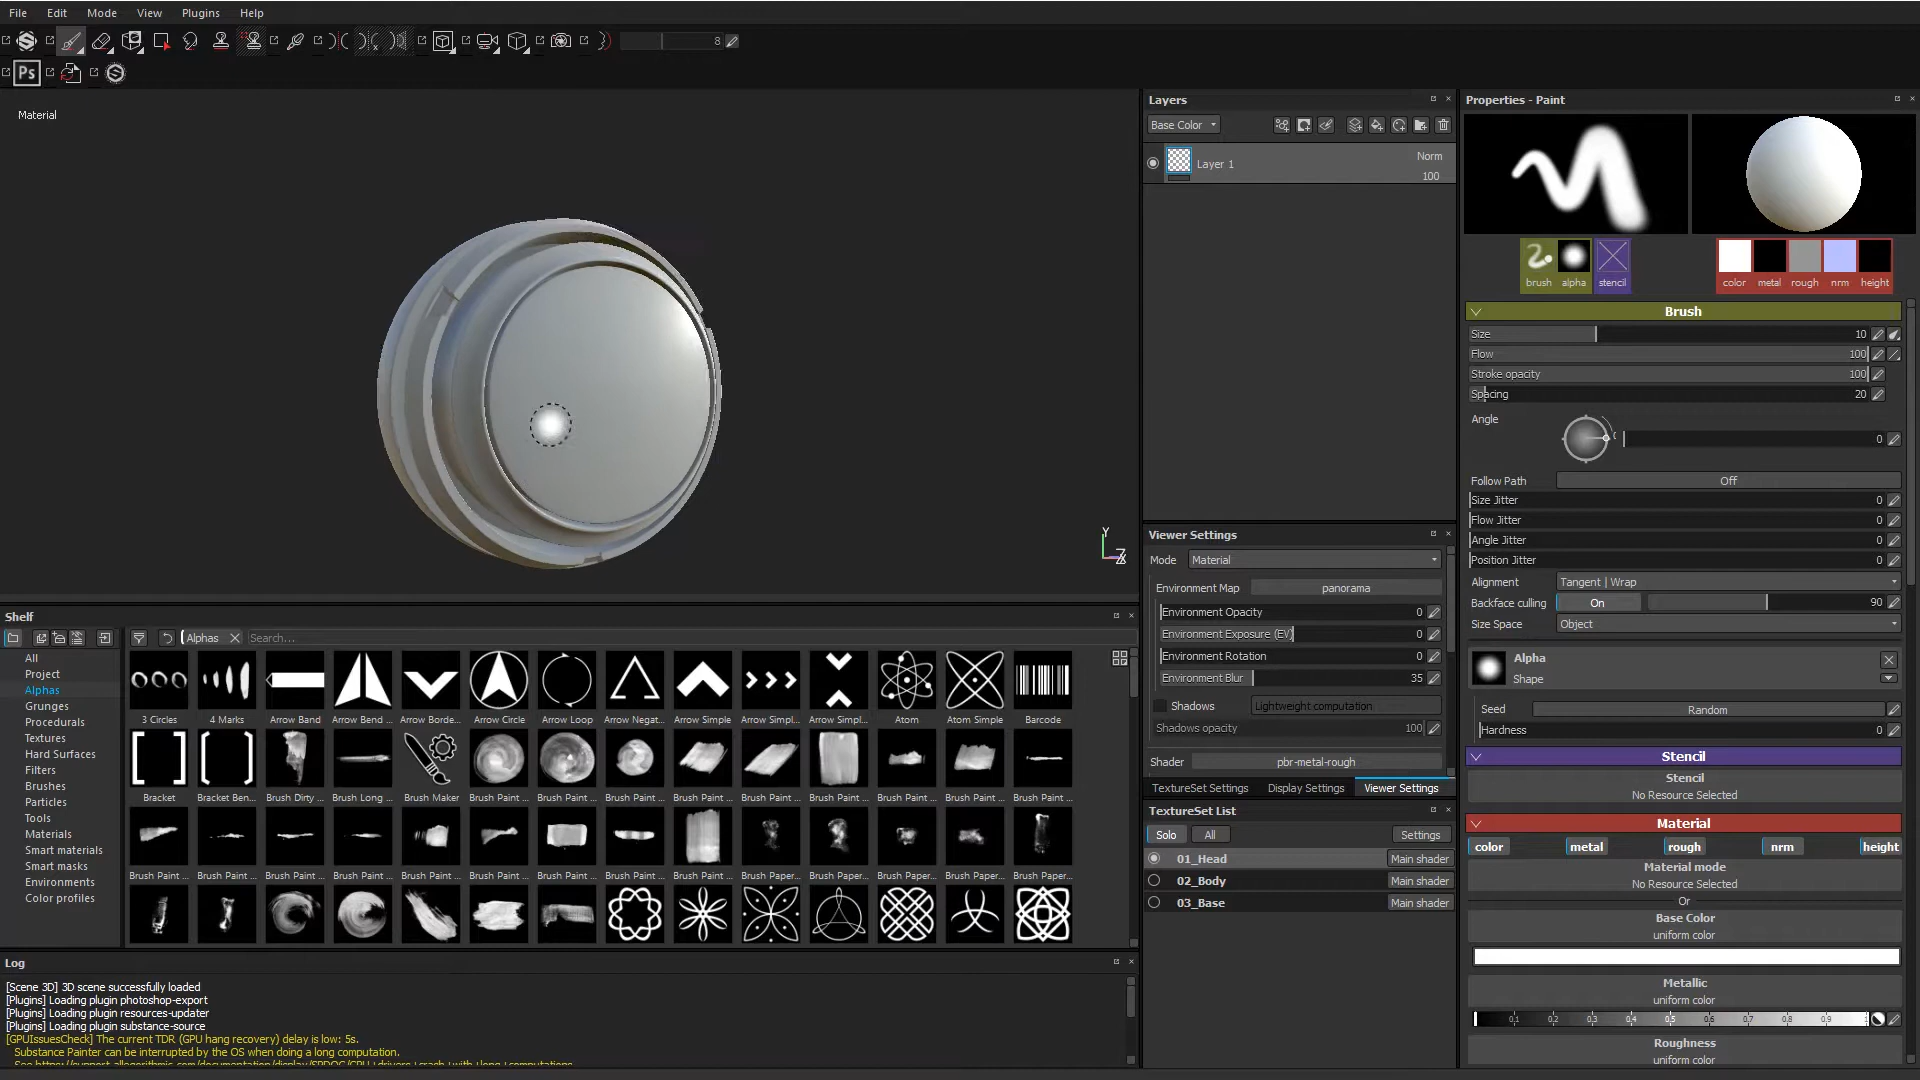 File Edit Mode View Plugins Help
8
Ps
Material
Y
Z
Layers
Base Color
Layer 1
Norm
100
Properties - Paint
brush alpha stencil
color metal rough nrm height
Brush
Size 10
Flow 100
Stroke opacity 100
Spacing 20
Angle
0
Follow Path Off
Size Jitter 0
Flow Jitter 0
Angle Jitter 0
Position Jitter 0
Alignment Tangent | Wrap
Backface culling On 90
Size Space Object
Alpha
Shape
Seed Random
Hardness 0
Stencil
Stencil
No Resource Selected
Material
color metal rough nrm height
Material mode
No Resource Selected
Or
Base Color
uniform color
Metallic
uniform color
0.1 0.2 0.3 0.4 0.5 0.6 0.7 0.8 0.9
Roughness
uniform color
Viewer Settings
Mode Material
Environment Map panorama
Environment Opacity 0
Environment Exposure (EV) 0
Environment Rotation 0
Environment Blur 35
Shadows Lightweight computation
Shadows opacity 100
Shader pbr-metal-rough
TextureSet Settings Display Settings Viewer Settings
TextureSet List
Solo All Settings
01_Head Main shader
02_Body Main shader
03_Base Main shader
Shelf
Alphas Search...
All
Project
Alphas
Grunges
Procedurals
Textures
Hard Surfaces
Filters
Brushes
Particles
Tools
Materials
Smart materials
Smart masks
Environments
Color profiles
3 Circles 4 Marks Arrow Band Arrow Bend ... Arrow Borde... Arrow Circle Arrow Loop Arrow Negat... Arrow Simple Arrow Simpl... Arrow Simpl... Atom Atom Simple Barcode
Bracket Bracket Ben... Brush Dirty ... Brush Long ... Brush Maker Brush Paint ... Brush Paint ... Brush Paint ... Brush Paint ... Brush Paint ... Brush Paint ... Brush Paint ... Brush Paint ... Brush Paint ...
Brush Paint ... Brush Paint ... Brush Paint ... Brush Paint ... Brush Paint ... Brush Paint ... Brush Paint ... Brush Paint ... Brush Paint ... Brush Paper... Brush Paper... Brush Paper... Brush Paper... Brush Paper...
Log
[Scene 3D] 3D scene successfully loaded
[Plugins] Loading plugin photoshop-export
[Plugins] Loading plugin resources-updater
[Plugins] Loading plugin substance-source
[GPUIssuesCheck] The current TDR (GPU hang recovery) delay is low: 5s.
Substance Painter can be interrupted by the OS when doing a long computation.